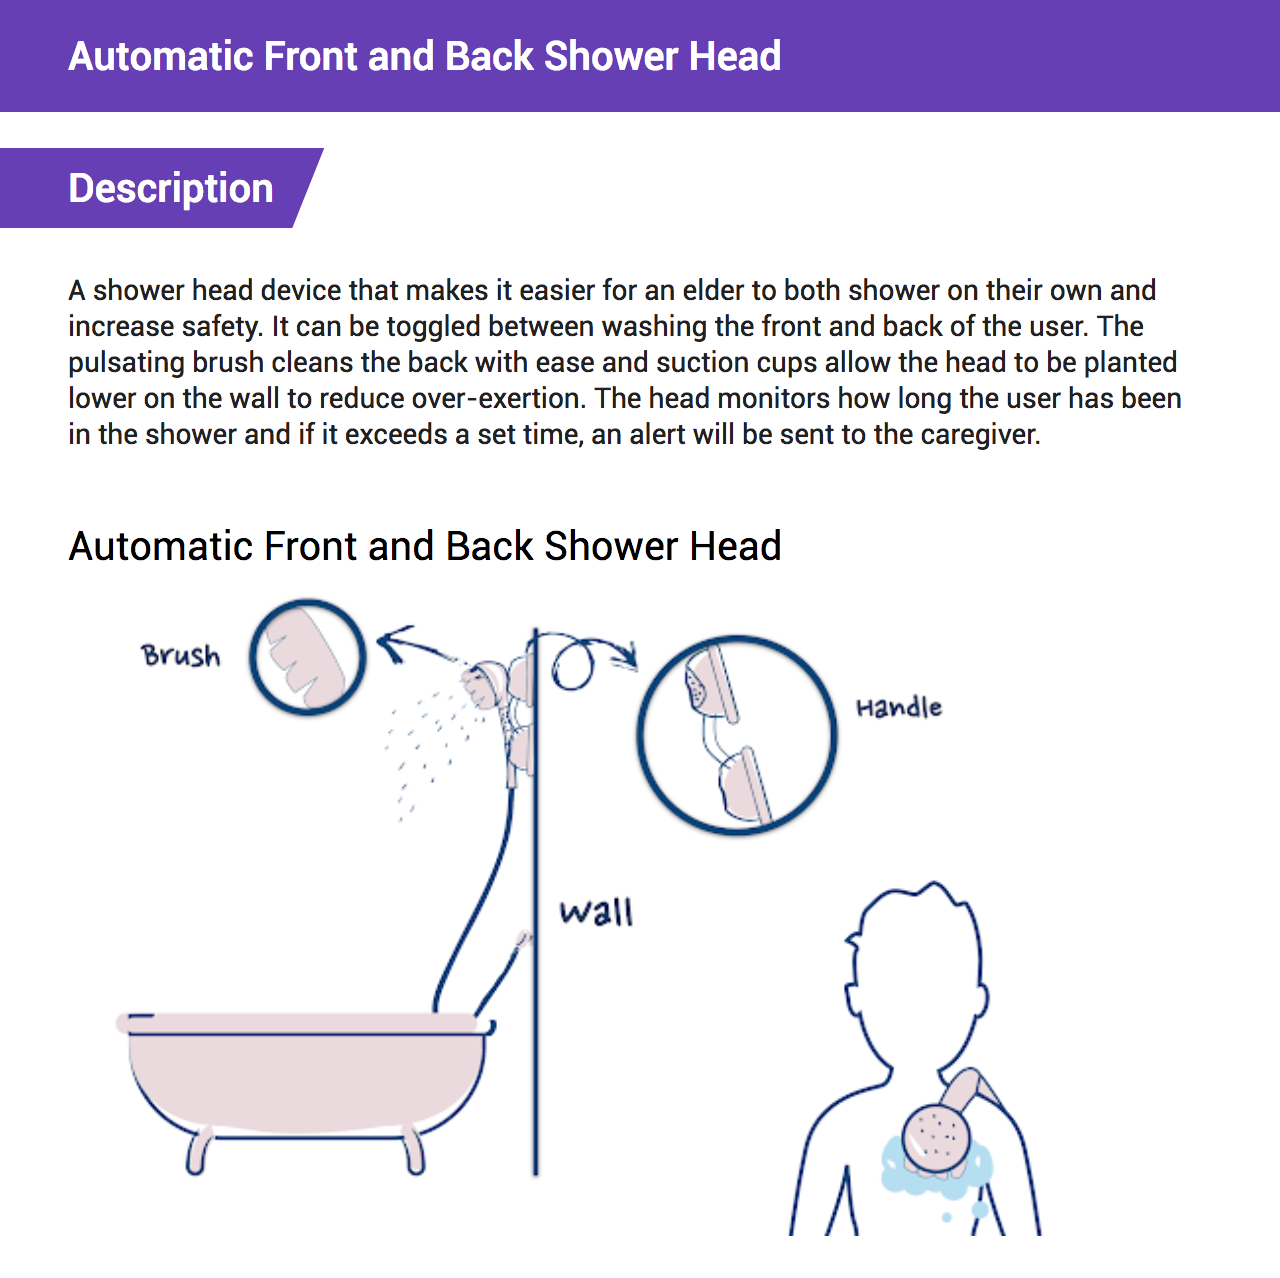 Automatic Front and Back Shower Head
Description
A shower head device that makes it easier for an elder to both shower on their own and
increase safety. It can be toggled between washing the front and back of the user. The
pulsating brush cleans the back with ease and suction cups allow the head to be planted
lower on the wall to reduce over-exertion. The head monitors how long the user has been
in the shower and if it exceeds a set time, an alert will be sent to the caregiver.
Automatic Front and Back Shower Head
Brush
Handle
Wall